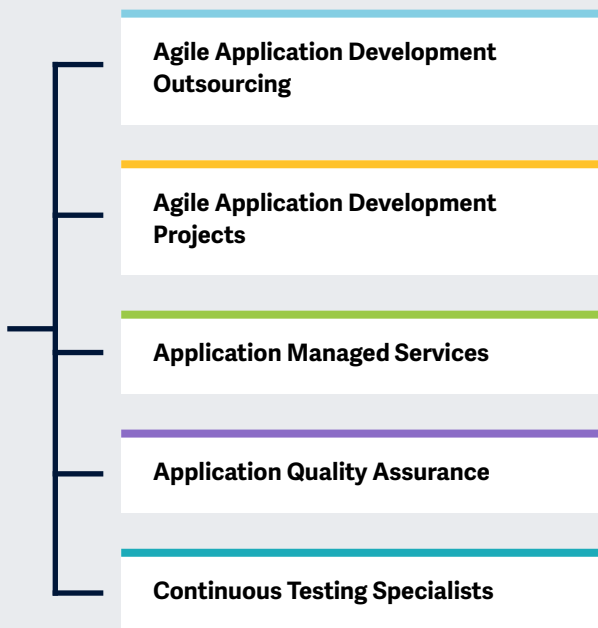 Agile Application Development
Outsourcing
Agile Application Development
Projects
Application Managed Services
Application Quality Assurance
Continuous Testing Specialists